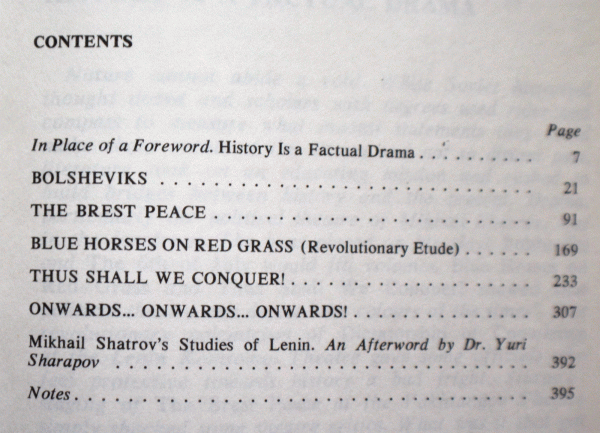 CONTENTS
Page
In Place of a Foreword. History Is a Factual Drama . . . . . . . . . . 7
BOLSHEVIKS . . . . . . . . . . . . . . . . . . . . . . . . . . . 21
THE BREST PEACE . . . . . . . . . . . . . . . . . . . . . . . 91
BLUE HORSES ON RED GRASS (Revolutionary Etude) . . . . . . 169
THUS SHALL WE CONQUER! . . . . . . . . . . . . . . . . . . 233
ONWARDS... ONWARDS... ONWARDS! . . . . . . . . . . . . . 307
Mikhail Shatrov's Studies of Lenin. An Afterword by Dr. Yuri
Sharapov . . . . . . . . . . . . . . . . . . . . . . . . . . . . 392
Notes . . . . . . . . . . . . . . . . . . . . . . . . . . . . . . 395